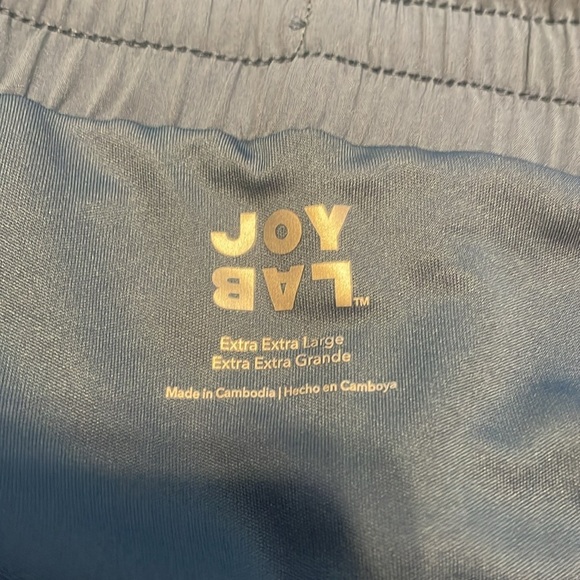 JOY
LAB™
Extra Extra Large
Extra Extra Grande
Made in Cambodia | Hecho en Camboya